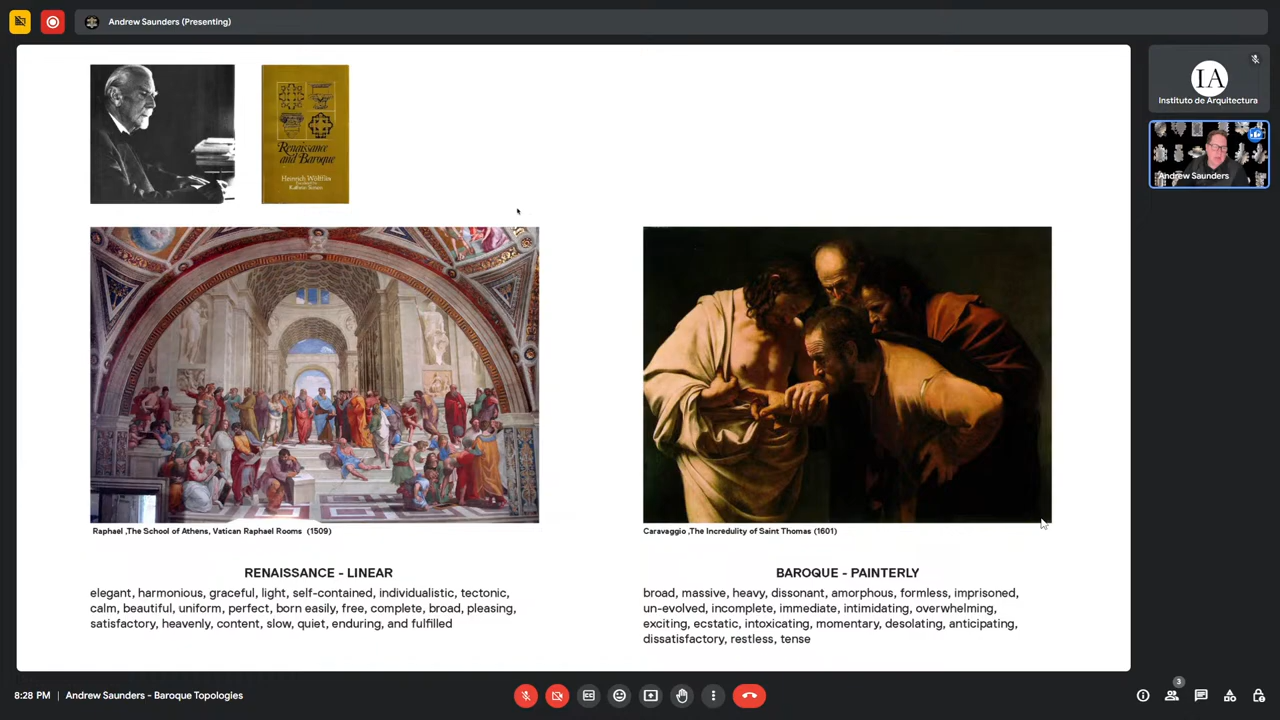 Andrew Saunders (Presenting)
Renaissance
and Baroque
Heinrich Wölfflin
IA
Instituto de Arquitectura
Andrew Saunders
Raphael ,The School of Athens, Vatican Raphael Rooms (1509)
Caravaggio ,The Incredulity of Saint Thomas (1601)
RENAISSANCE - LINEAR
elegant, harmonious, graceful, light, self-contained, individualistic, tectonic,
calm, beautiful, uniform, perfect, born easily, free, complete, broad, pleasing,
satisfactory, heavenly, content, slow, quiet, enduring, and fulfilled
BAROQUE - PAINTERLY
broad, massive, heavy, dissonant, amorphous, formless, imprisoned,
un-evolved, incomplete, immediate, intimidating, overwhelming,
exciting, ecstatic, intoxicating, momentary, desolating, anticipating,
dissatisfactory, restless, tense
3
8:28 PM | Andrew Saunders - Baroque Topologies